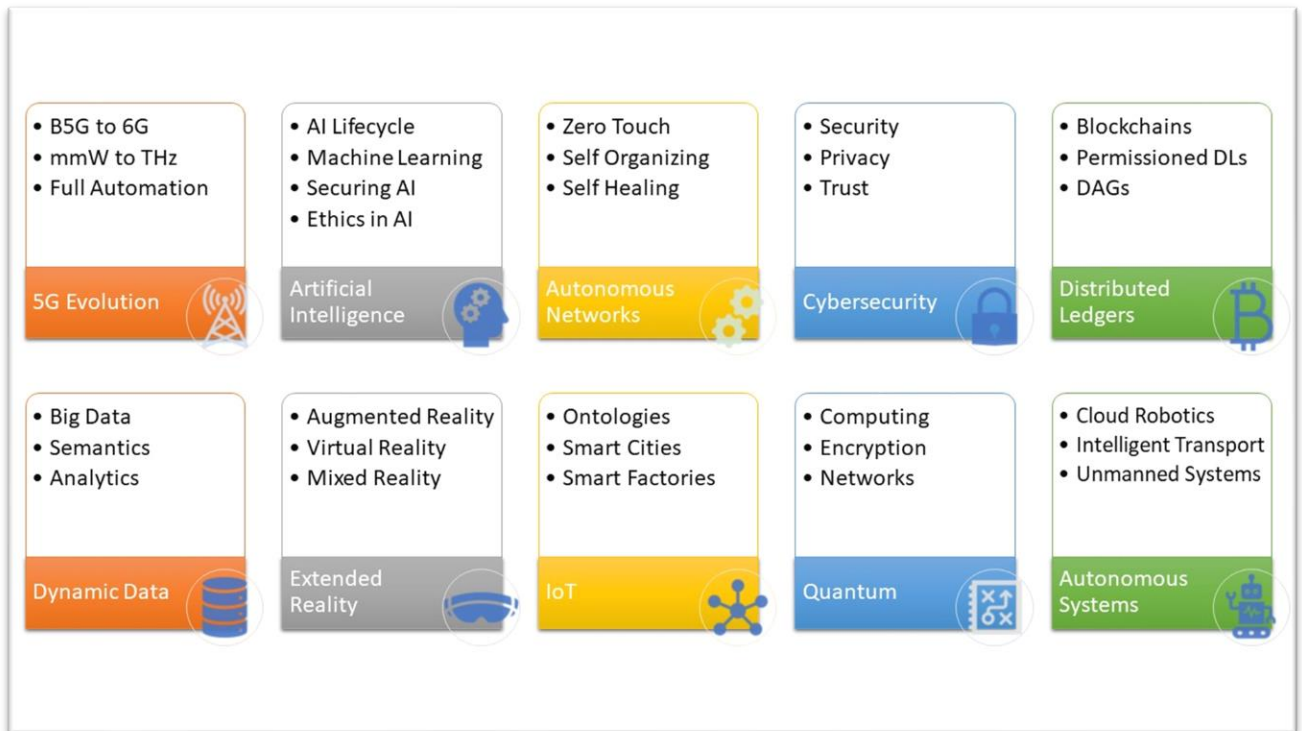 • B5G to 6G
• mmW to THz
• Full Automation
5G Evolution
• AI Lifecycle
• Machine Learning
• Securing AI
• Ethics in AI
Artificial
Intelligence
• Zero Touch
• Self Organizing
• Self Healing
Autonomous
Networks
• Security
• Privacy
• Trust
Cybersecurity
• Blockchains
• Permissioned DLs
• DAGs
Distributed
Ledgers
• Big Data
• Semantics
• Analytics
Dynamic Data
• Augmented Reality
• Virtual Reality
• Mixed Reality
Extended
Reality
• Ontologies
• Smart Cities
• Smart Factories
IoT
• Computing
• Encryption
• Networks
Quantum
• Cloud Robotics
• Intelligent Transport
• Unmanned Systems
Autonomous
Systems